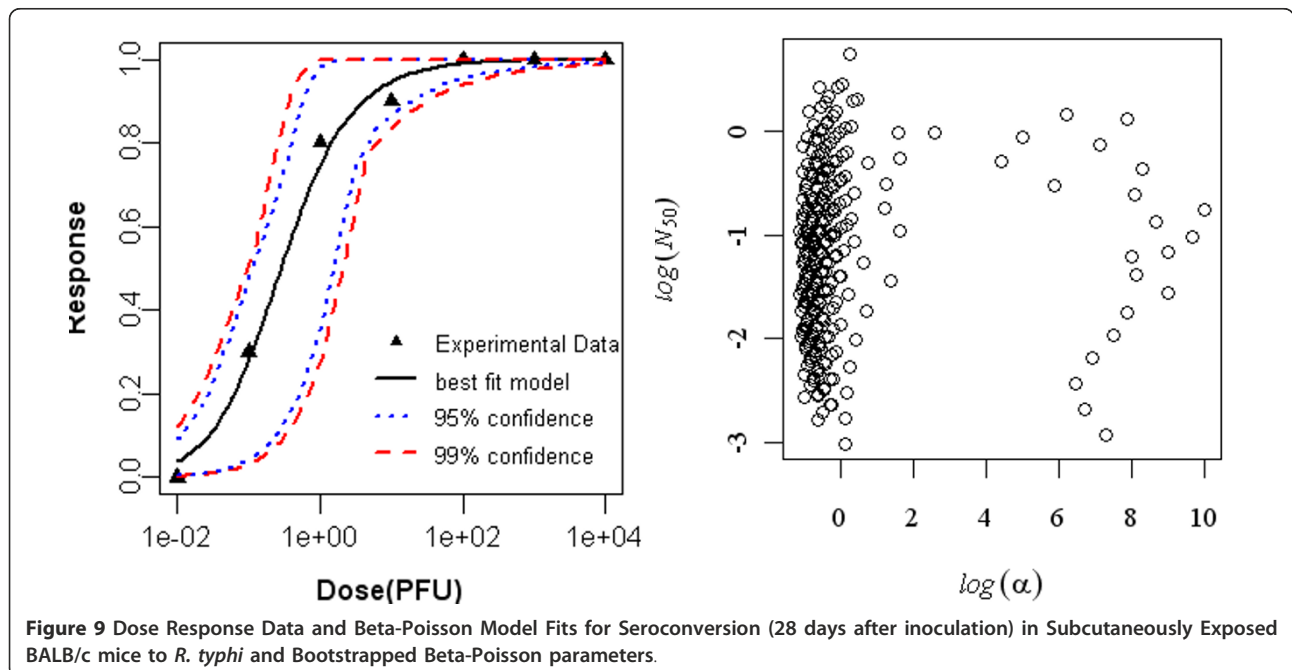 Response
1.0
0.8
0.6
0.4
0.2
0.0
Experimental Data
best fit model
95% confidence
99% confidence
1e-02 1e+00 1e+02 1e+04
Dose(PFU)
log(N50)
0
-1
-2
-3
0 2 4 6 8 10
log(α)
Figure 9 Dose Response Data and Beta-Poisson Model Fits for Seroconversion (28 days after inoculation) in Subcutaneously Exposed
BALB/c mice to R. typhi and Bootstrapped Beta-Poisson parameters.